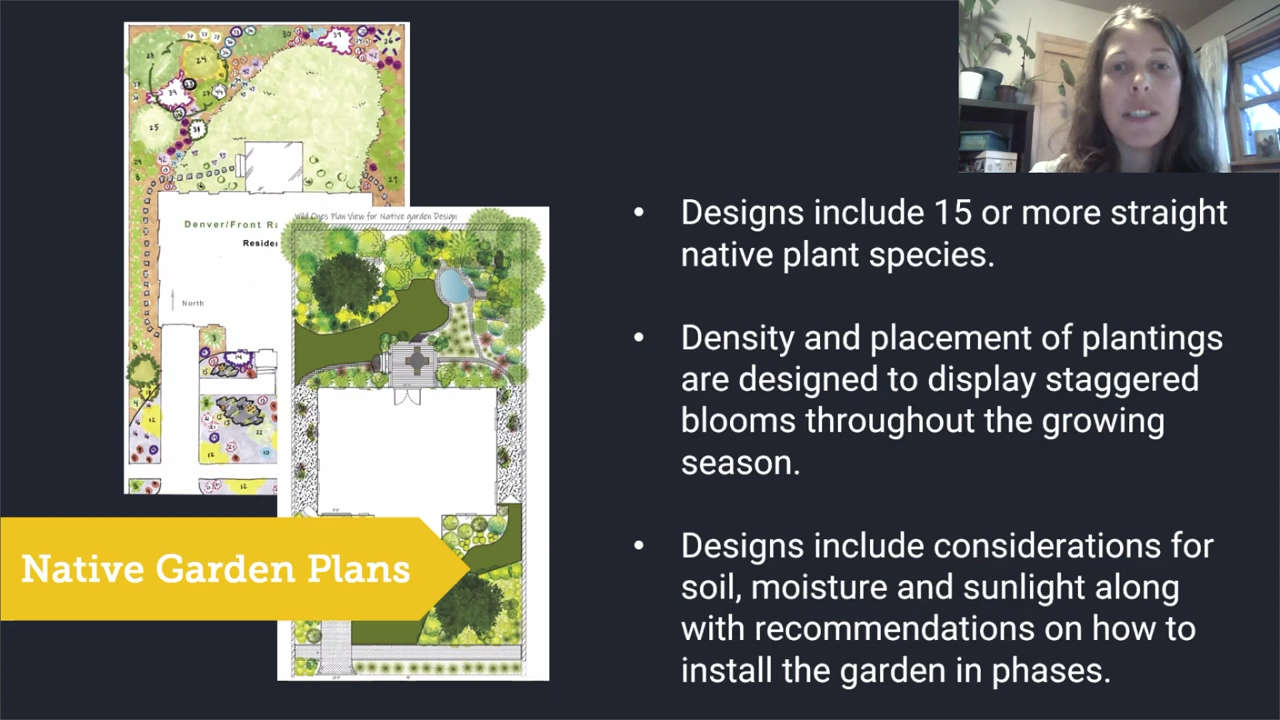 Denver/Front Ra
Reside
North
Wild Ones Plan View for Native garden Design
Native Garden Plans
• Designs include 15 or more straight
native plant species.
• Density and placement of plantings
are designed to display staggered
blooms throughout the growing
season.
• Designs include considerations for
soil, moisture and sunlight along
with recommendations on how to
install the garden in phases.